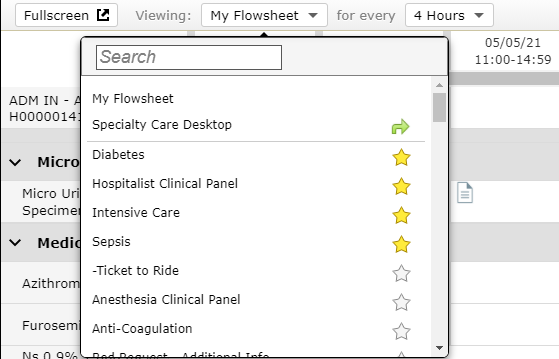 Fullscreen
Viewing:
My Flowsheet
for every
4 Hours
05/05/21
11:00-14:59
Search
My Flowsheet
Specialty Care Desktop
Diabetes
Hospitalist Clinical Panel
Intensive Care
Sepsis
-Ticket to Ride
Anesthesia Clinical Panel
Anti-Coagulation
Bed Request - Additional Info
ADM IN - A
H00000141
Micro
Micro Uri
Specimen
Medic
Azithrom
Furosemi
Ns 0.9%